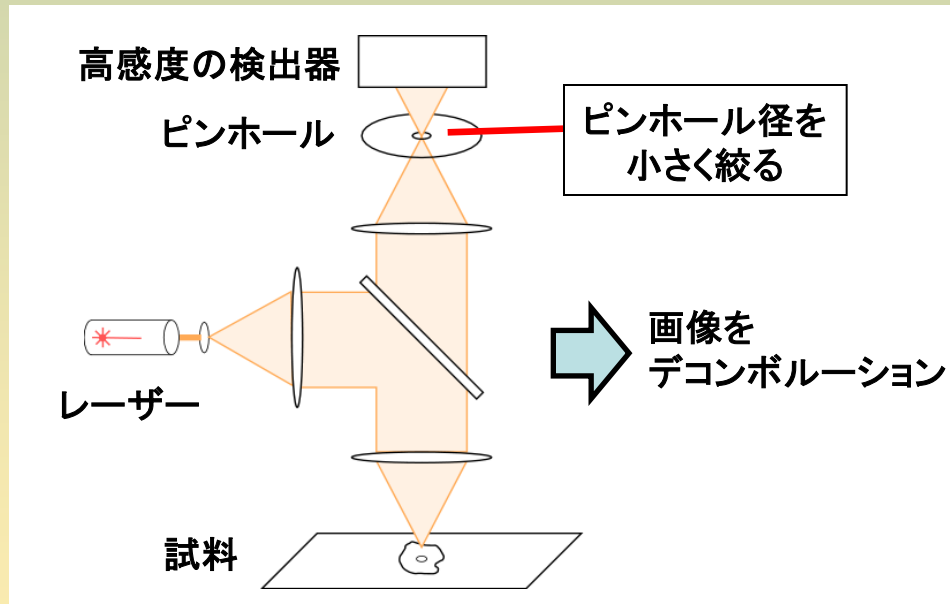 高感度の検出器
ピンホール
ピンホール径を
小さく絞る
画像を
デコンボルーション
レーザー
試料